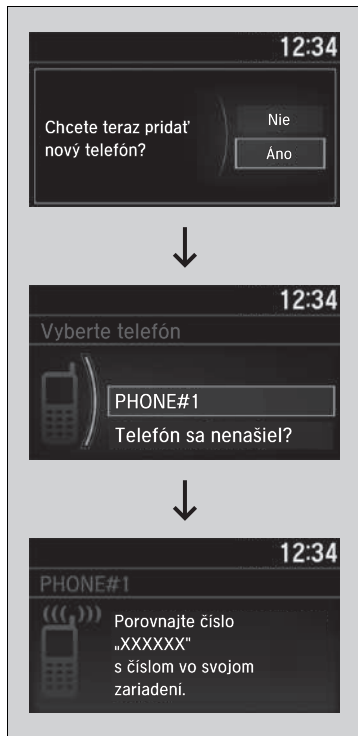 12:34
Chcete teraz pridať
nový telefón?
Nie
Áno
12:34
Vyberte telefón
PHONE#1
Telefón sa nenašiel?
12:34
PHONE#1
Porovnajte číslo
„XXXXXX"
s číslom vo svojom
zariadení.